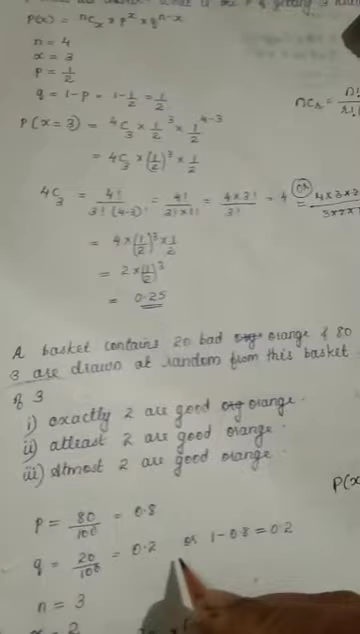 P(x) = nCx × p^x × q^n-x
n = 4
x = 3
p = 1/2
q = 1-p = 1-1/2 = 1/2
nCr = n!
P(x=3) = 4C3 × 1/2^3 × 1/2^4-3
= 4C3 × (1/2)^3 × 1/2
4C3 = 4!/3!(4-3)! = 4!/3!×1! = 4×3!/3! = 4 (or)
= 4 × (1/2)^3 × 1/2
= 2 × (1/2)^3
= 0.25
A basket contains 20 bad orange & 80
3 are drawn at random from this basket
of 3
i) exactly 2 are good orange.
ii) atleast 2 are good orange.
iii) Atmost 2 are good orange.
P(x
p = 80/100 = 0.8
q = 20/100 = 0.2 or 1-0.8 = 0.2
n = 3
x = 2